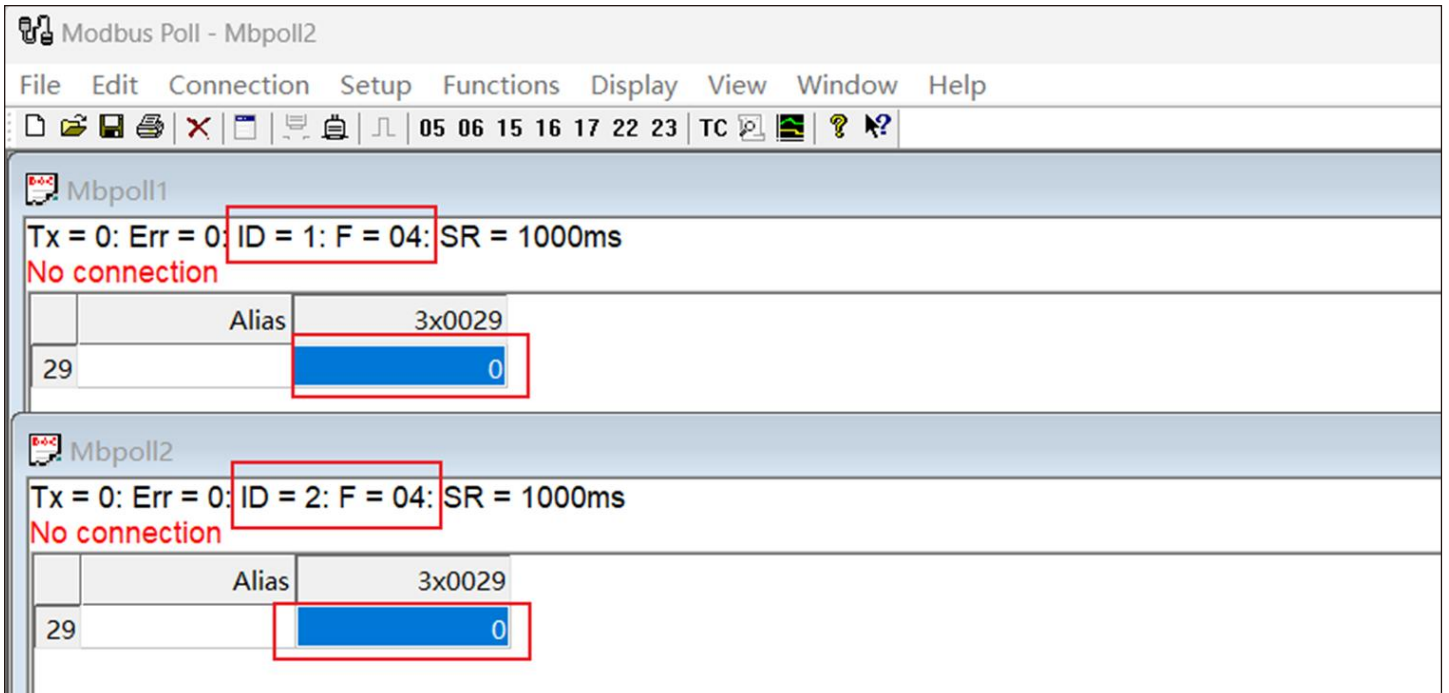 Modbus Poll - Mbpoll2
File Edit Connection Setup Functions Display View Window Help
05 06 15 16 17 22 23 TC
Mbpoll1
Tx = 0: Err = 0: ID = 1: F = 04: SR = 1000ms
No connection
Alias 3x0029
29 0
Mbpoll2
Tx = 0: Err = 0: ID = 2: F = 04: SR = 1000ms
No connection
Alias 3x0029
29 0